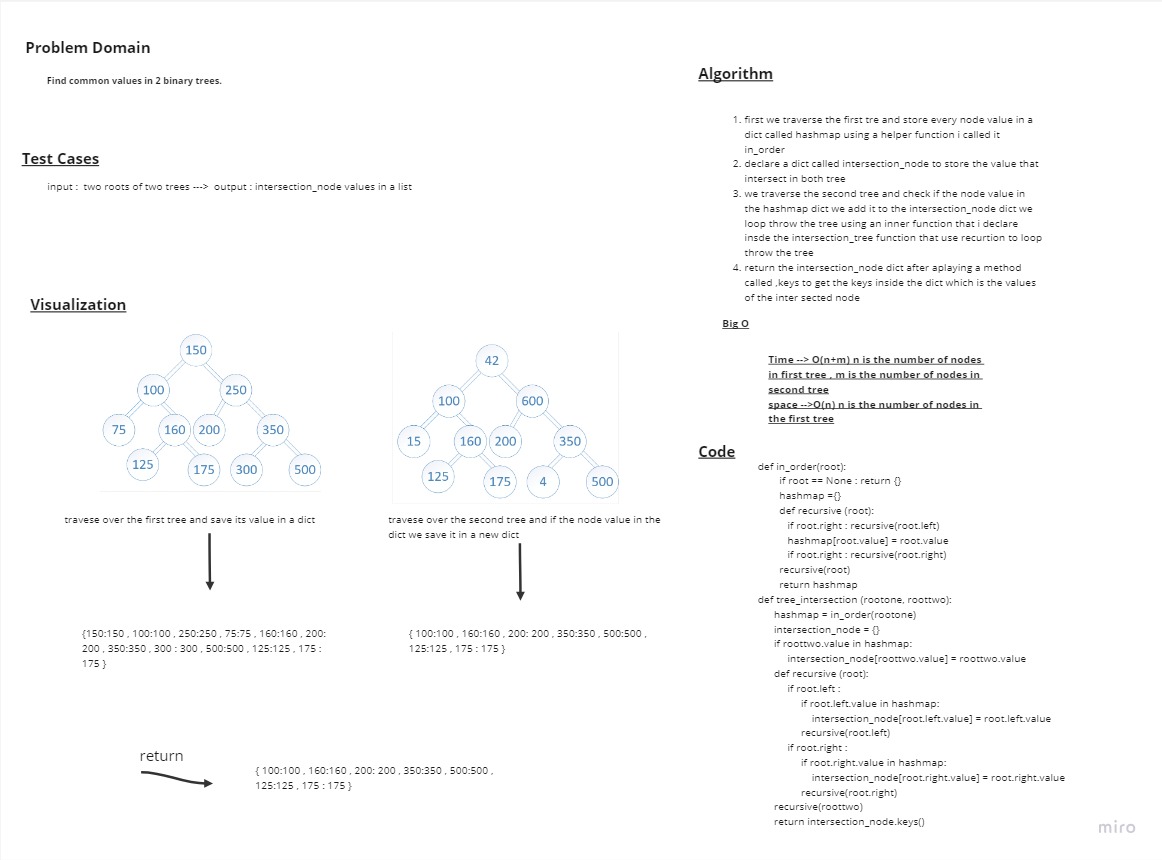 Problem Domain
Find common values in 2 binary trees.
Test Cases
input : two roots of two trees ---> output : intersection_node values in a list
Visualization
150
100 250
75 160 200 350
125 175 300 500
travese over the first tree and save its value in a dict
{150:150 , 100:100 , 250:250 , 75:75 , 160:160 , 200:
200 , 350:350 , 300 : 300 , 500:500 , 125:125 , 175 :
175 }
42
100 600
15 160 200 350
125 175 4 500
travese over the second tree and if the node value in the
dict we save it in a new dict
{ 100:100 , 160:160 , 200: 200 , 350:350 , 500:500 ,
125:125 , 175 : 175 }
return
{ 100:100 , 160:160 , 200: 200 , 350:350 , 500:500 ,
125:125 , 175 : 175 }
Algorithm
1. first we traverse the first tre and store every node value in a
dict called hashmap using a helper function i called it
in_order
2. declare a dict called intersection_node to store the value that
intersect in both tree
3. we traverse the second tree and check if the node value in
the hashmap dict we add it to the intersection_node dict we
loop throw the tree using an inner function that i declare
insde the intersection_tree function that use recurtion to loop
throw the tree
4. return the intersection_node dict after aplaying a method
called ,keys to get the keys inside the dict which is the values
of the inter sected node
Big O
Time --> O(n+m) n is the number of nodes
in first tree , m is the number of nodes in
second tree
space -->O(n) n is the number of nodes in
the first tree
Code
def in_order(root):
if root == None : return {}
hashmap ={}
def recursive (root):
if root.right : recursive(root.left)
hashmap[root.value] = root.value
if root.right : recursive(root.right)
recursive(root)
return hashmap
def tree_intersection (rootone, roottwo):
hashmap = in_order(rootone)
intersection_node = {}
if roottwo.value in hashmap:
intersection_node[roottwo.value] = roottwo.value
def recursive (root):
if root.left :
if root.left.value in hashmap:
intersection_node[root.left.value] = root.left.value
recursive(root.left)
if root.right :
if root.right.value in hashmap:
intersection_node[root.right.value] = root.right.value
recursive(root.right)
recursive(roottwo)
return intersection_node.keys()
miro